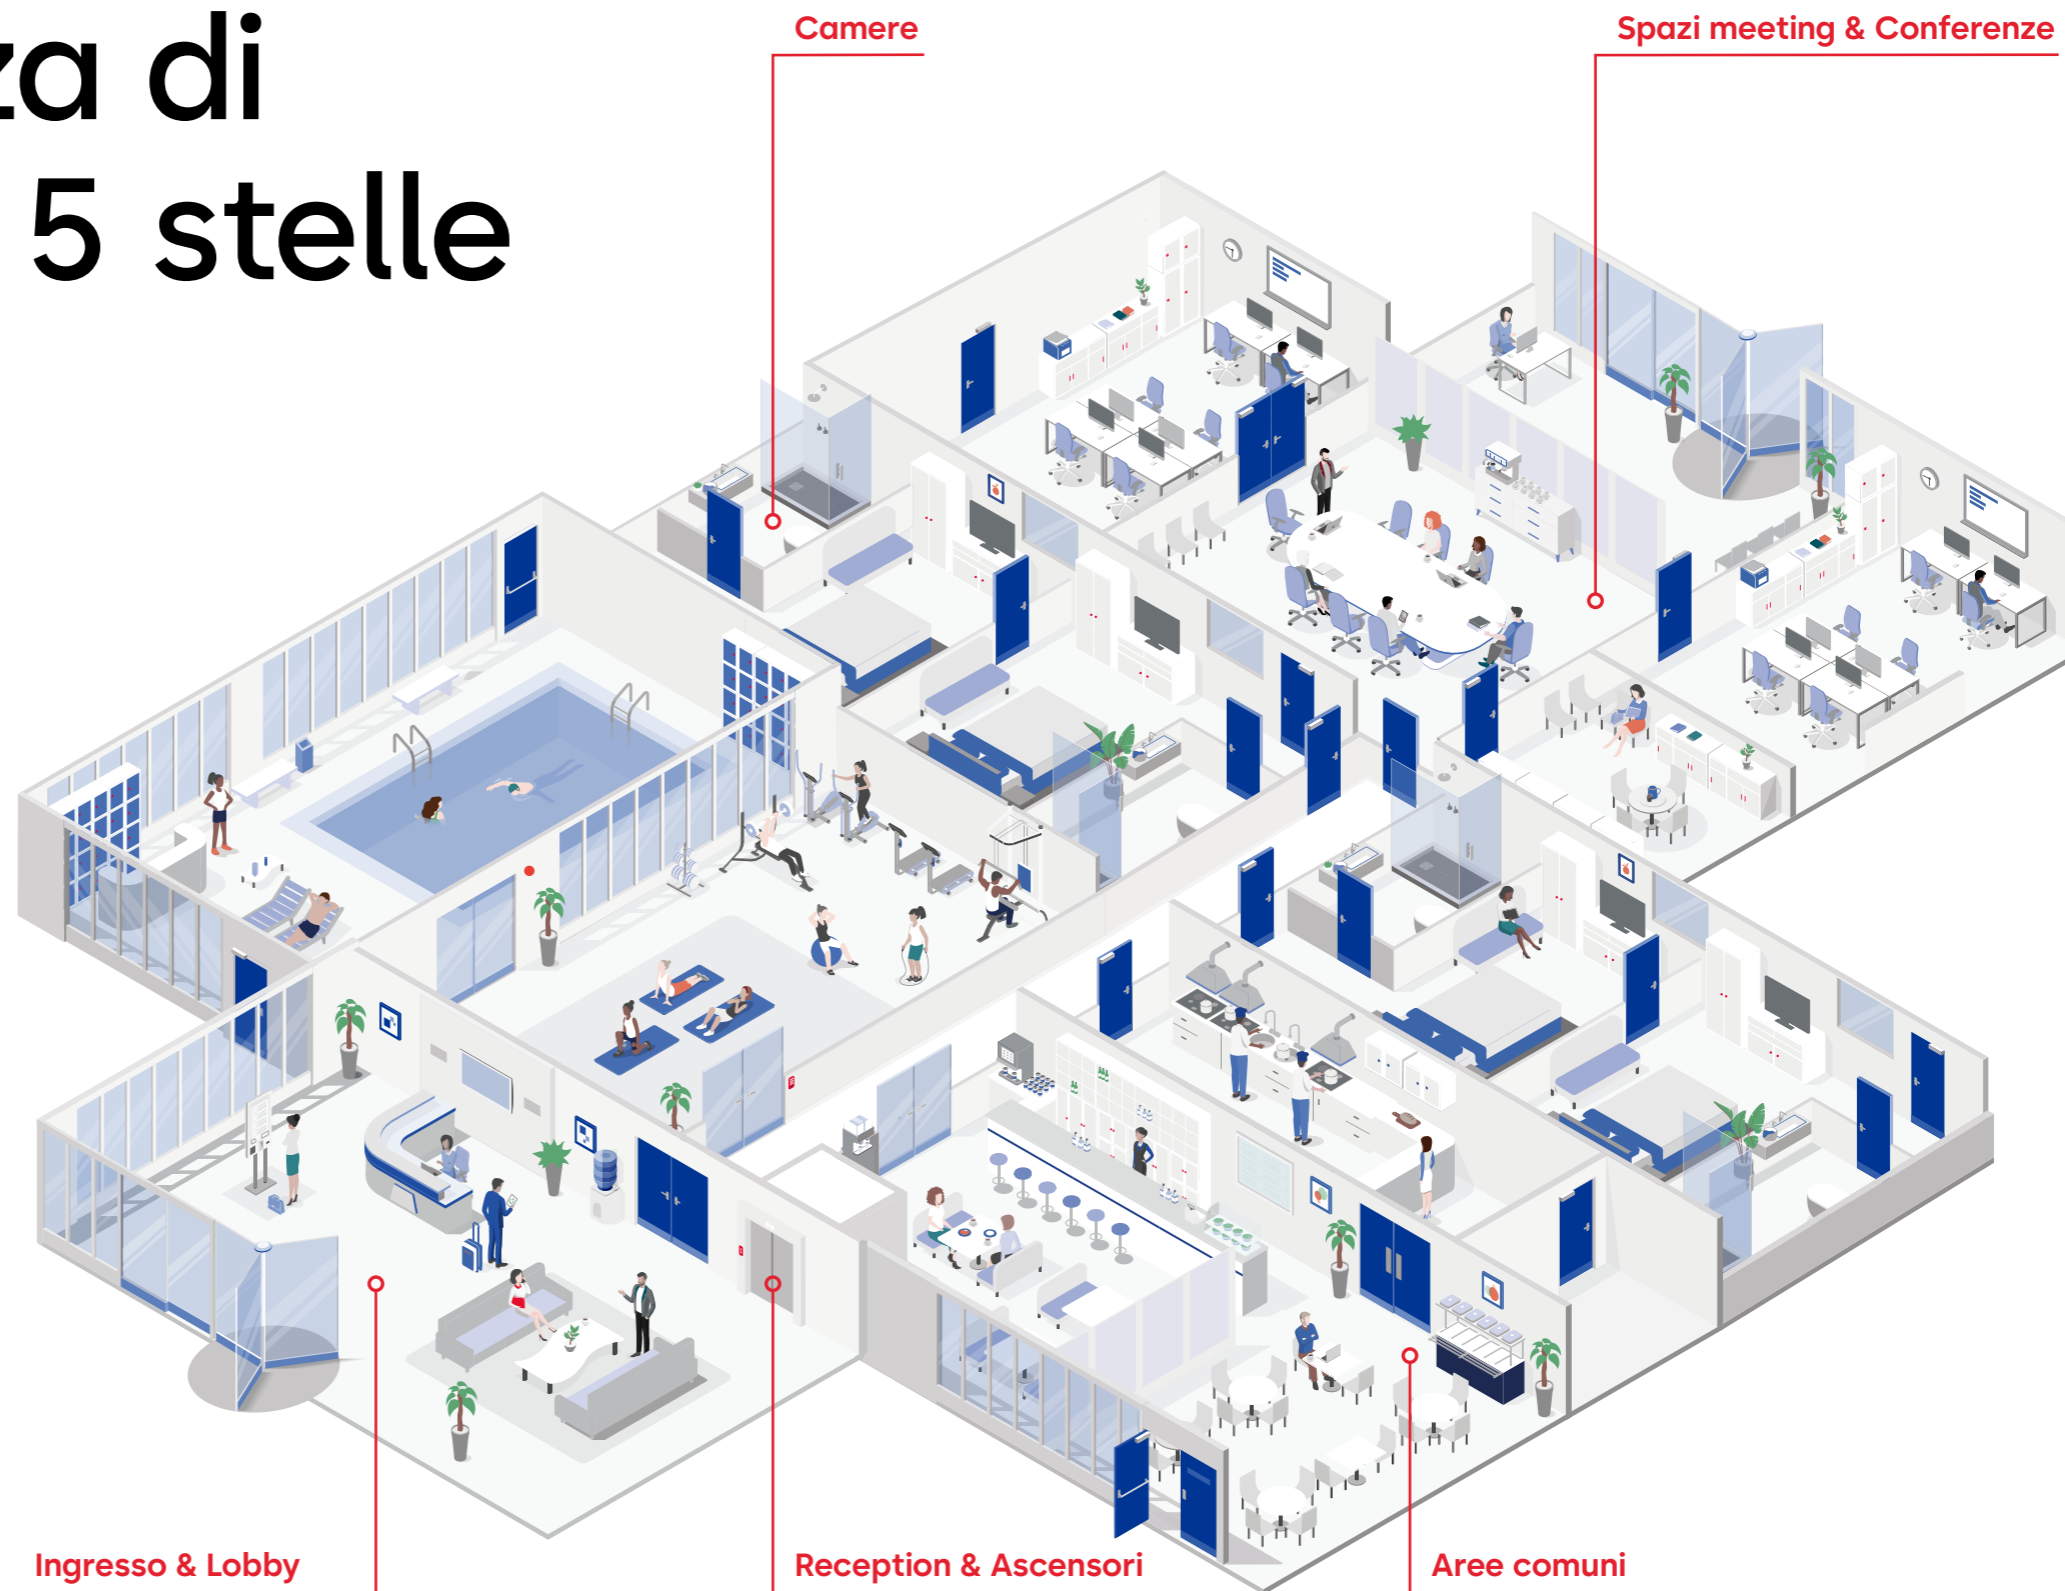 za di
5 stelle
Camere
Spazi meeting & Conferenze
Ingresso & Lobby
Reception & Ascensori
Aree comuni